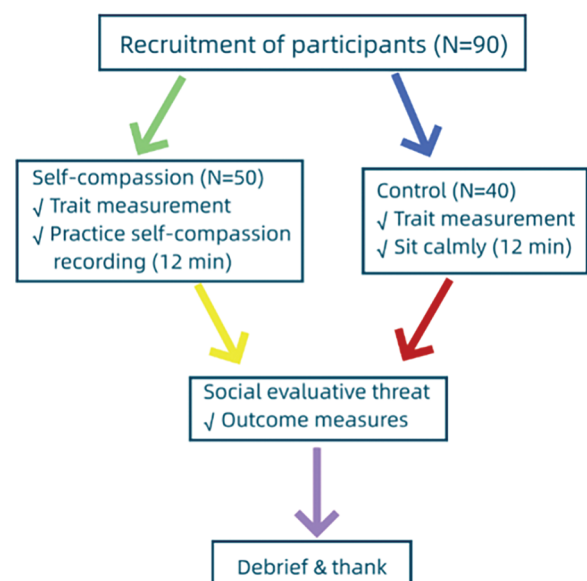 Recruitment of participants (N=90)
Self-compassion (N=50)
√ Trait measurement
√ Practice self-compassion
recording (12 min)
Control (N=40)
√ Trait measurement
√ Sit calmly (12 min)
Social evaluative threat
√ Outcome measures
Debrief & thank